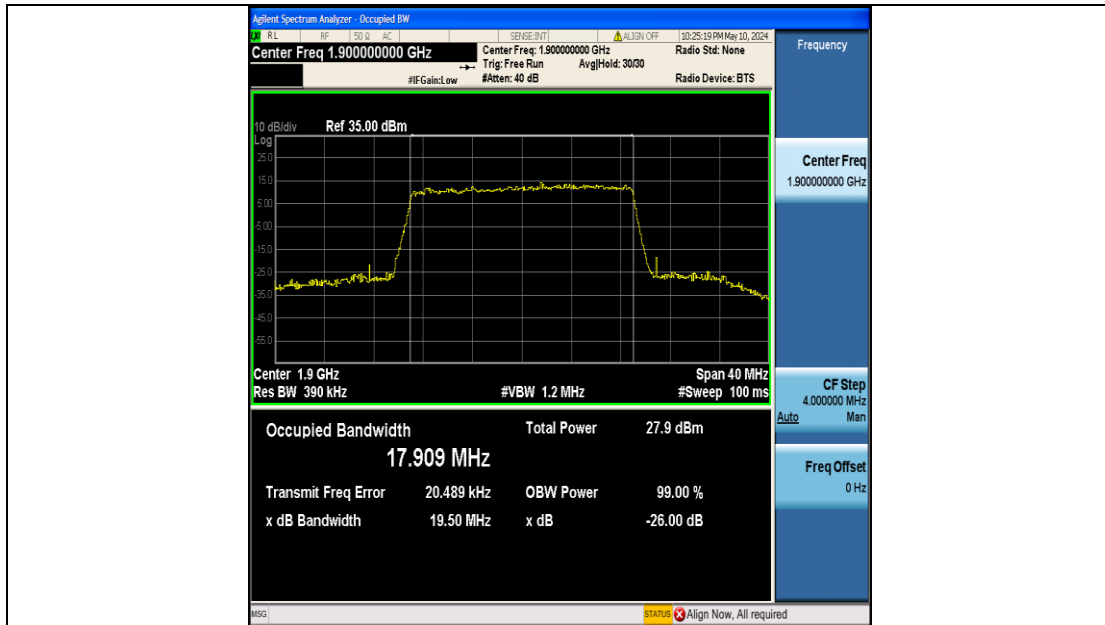 Agilent Spectrum Analyzer - Occupied BW
RL RF 50 Ω AC SENSE:INT ALIGN OFF 10:25:19 PM May 10, 2024
Center Freq 1.900000000 GHz
Center Freq: 1.900000000 GHz
Radio Std: None
Trig: Free Run Avg|Hold: 30/30
#IFGain:Low
#Atten: 40 dB
Radio Device: BTS
Frequency
10 dB/div Ref 35.00 dBm
Log
25.0
15.0
5.00
-5.00
-15.0
-25.0
-35.0
-45.0
-55.0
Center 1.9 GHz Span 40 MHz
Res BW 390 kHz #VBW 1.2 MHz #Sweep 100 ms
Occupied Bandwidth Total Power 27.9 dBm
17.909 MHz
Transmit Freq Error 20.489 kHz OBW Power 99.00 %
x dB Bandwidth 19.50 MHz x dB -26.00 dB
Center Freq
1.900000000 GHz
CF Step
4.000000 MHz
Auto Man
Freq Offset
0 Hz
MSG STATUS Align Now, All required